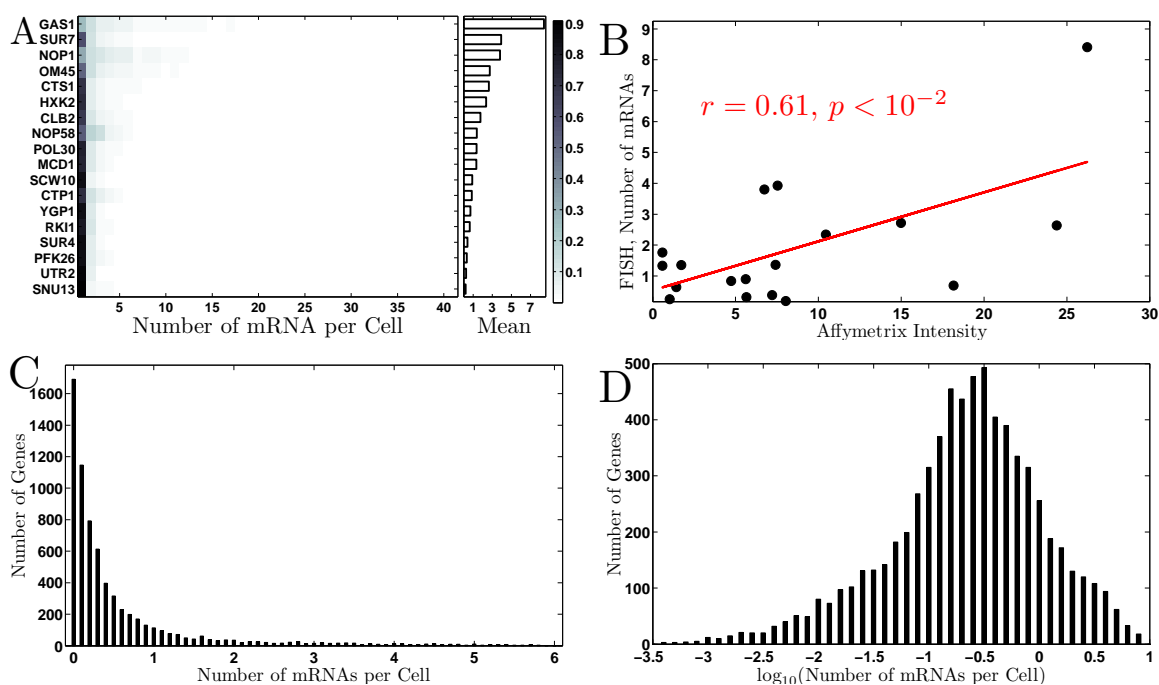 A
GAS1
SUR7
NOP1
OM45
CTS1
HXK2
CLB2
NOP58
POL30
MCD1
SCW10
CTP1
YGP1
RKI1
SUR4
PFK26
UTR2
SNU13
5 10 15 20 25 30 35 40
Number of mRNA per Cell
1 3 5 7
Mean
0.9
0.8
0.7
0.6
0.5
0.4
0.3
0.2
0.1
B
FISH, Number of mRNAs
9
8
7
6
5
4
3
2
1
r = 0.61, p < 10⁻²
0 5 10 15 20 25 30
Affymetrix Intensity
C
Number of Genes
1600
1400
1200
1000
800
600
400
200
0
0 1 2 3 4 5 6
Number of mRNAs per Cell
D
Number of Genes
500
400
300
200
100
0
−3.5 −3 −2.5 −2 −1.5 −1 −0.5 0 0.5 1
log₁₀(Number of mRNAs per Cell)